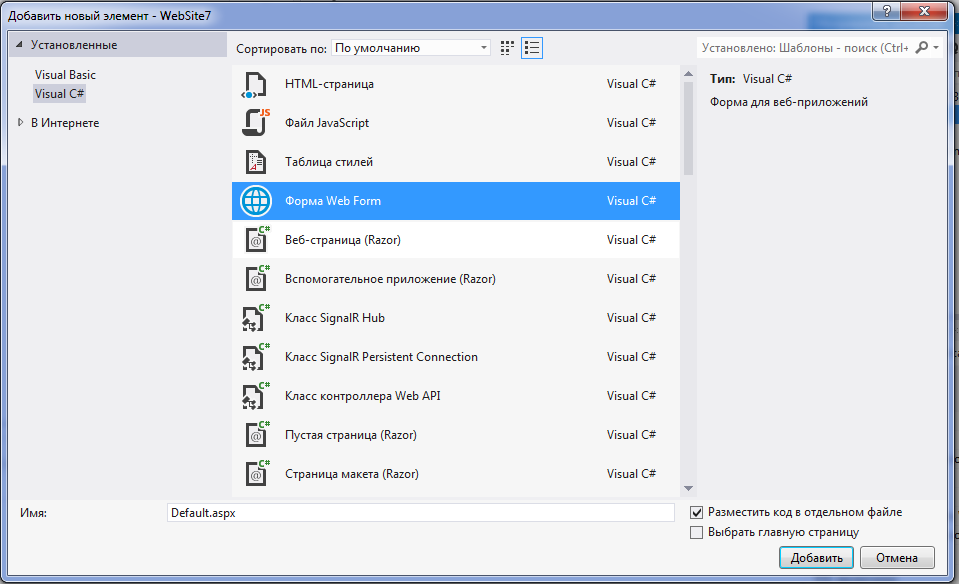 Добавить новый элемент - WebSite7
?
Установленные
Visual Basic
Visual C#
В Интернете
Сортировать по: По умолчанию
Установлено: Шаблоны - поиск (Ctrl+
HTML-страница Visual C#
Файл JavaScript Visual C#
Таблица стилей Visual C#
Форма Web Form Visual C#
Веб-страница (Razor) Visual C#
Вспомогательное приложение (Razor) Visual C#
Класс SignalR Hub Visual C#
Класс SignalR Persistent Connection Visual C#
Класс контроллера Web API Visual C#
Пустая страница (Razor) Visual C#
Страница макета (Razor) Visual C#
Тип: Visual C#
Форма для веб-приложений
Имя: Default.aspx
Разместить код в отдельном файле
Выбрать главную страницу
Добавить Отмена